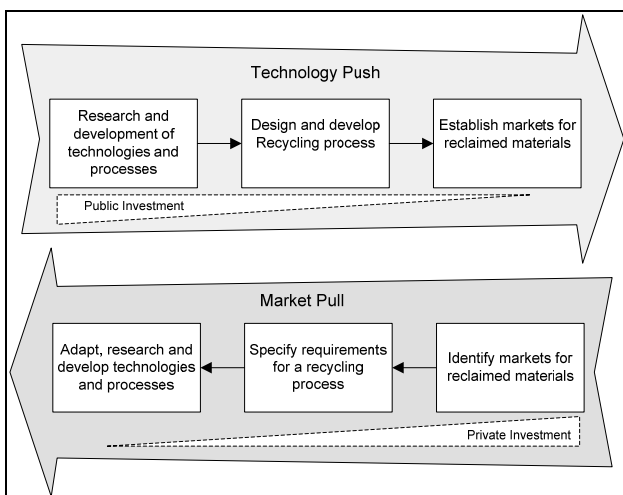 Technology Push
Research and
development of
technologies and
processes
Design and develop
Recycling process
Establish markets for
reclaimed materials
Public Investment
Market Pull
Adapt, research and
develop technologies
and processes
Specify requirements
for a recycling
process
Identify markets for
reclaimed materials
Private Investment